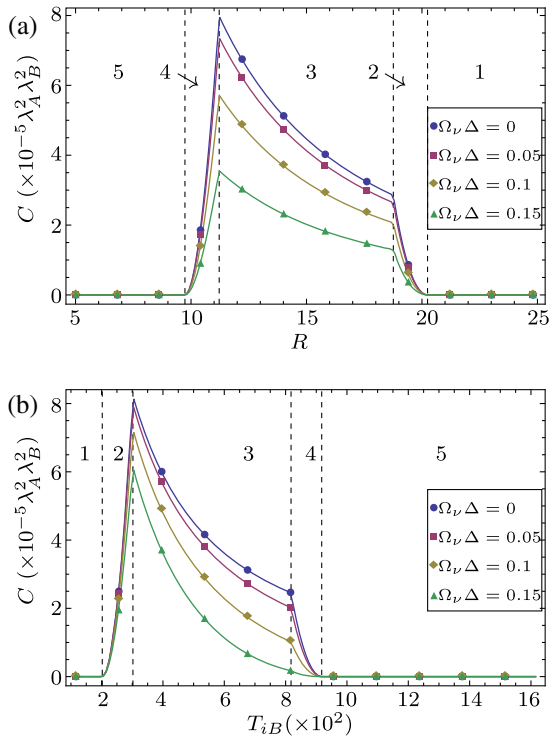 (a)
8
6
4
2
0
C (×10⁻⁵λ_A²λ_B²)
5 4 3 2 1
Ω_νΔ = 0
Ω_νΔ = 0.05
Ω_νΔ = 0.1
Ω_νΔ = 0.15
5 10 15 20 25
R
(b)
8
6
4
2
0
C (×10⁻⁵λ_A²λ_B²)
1 2 3 4 5
Ω_νΔ = 0
Ω_νΔ = 0.05
Ω_νΔ = 0.1
Ω_νΔ = 0.15
2 4 6 8 10 12 14 16
T_{iB}(×10²)